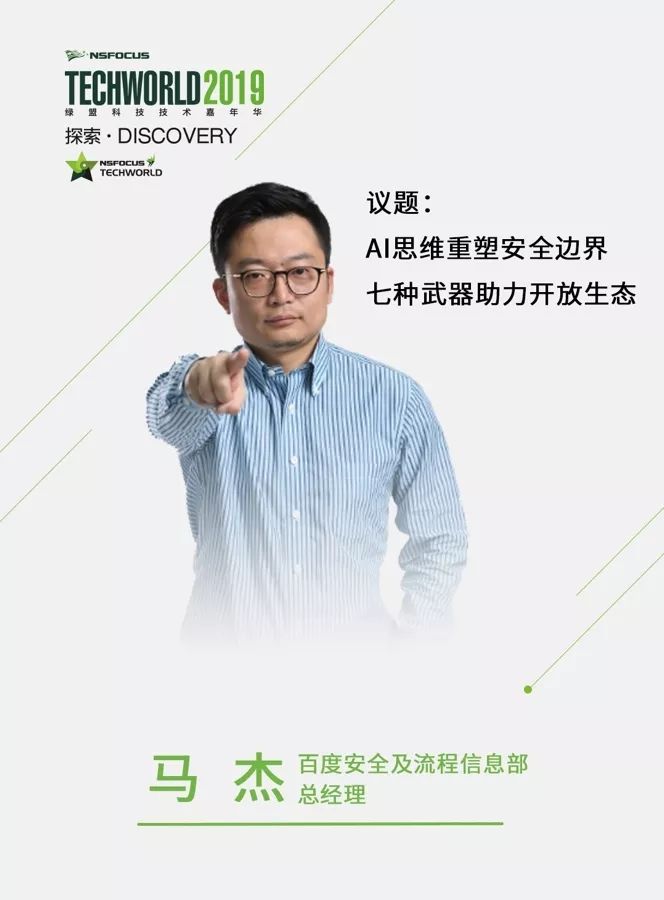 NSFOCUS
TECHWORLD2019
绿盟科技技术嘉年华
探索·DISCOVERY
NSFOCUS
TECHWORLD
议题：
AI思维重塑安全边界
七种武器助力开放生态
马 杰
百度安全及流程信息部
总经理